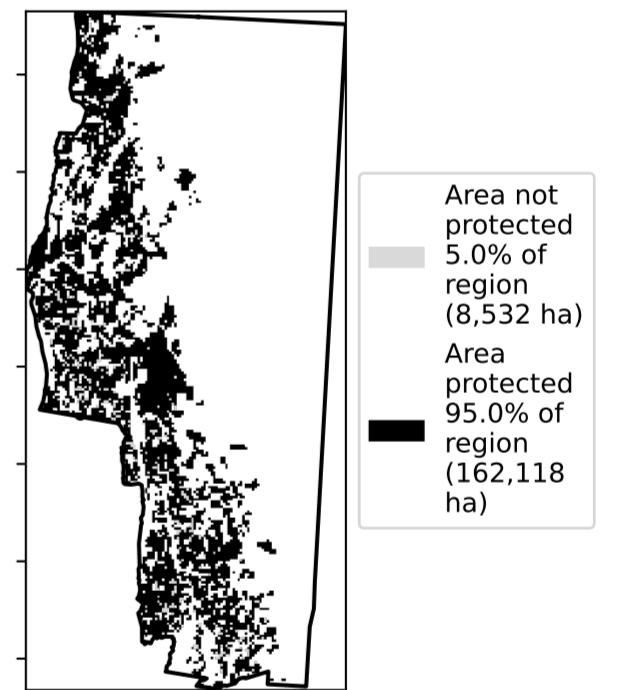 Area not
protected
5.0% of
region
(8,532 ha)
Area
protected
95.0% of
region
(162,118
ha)